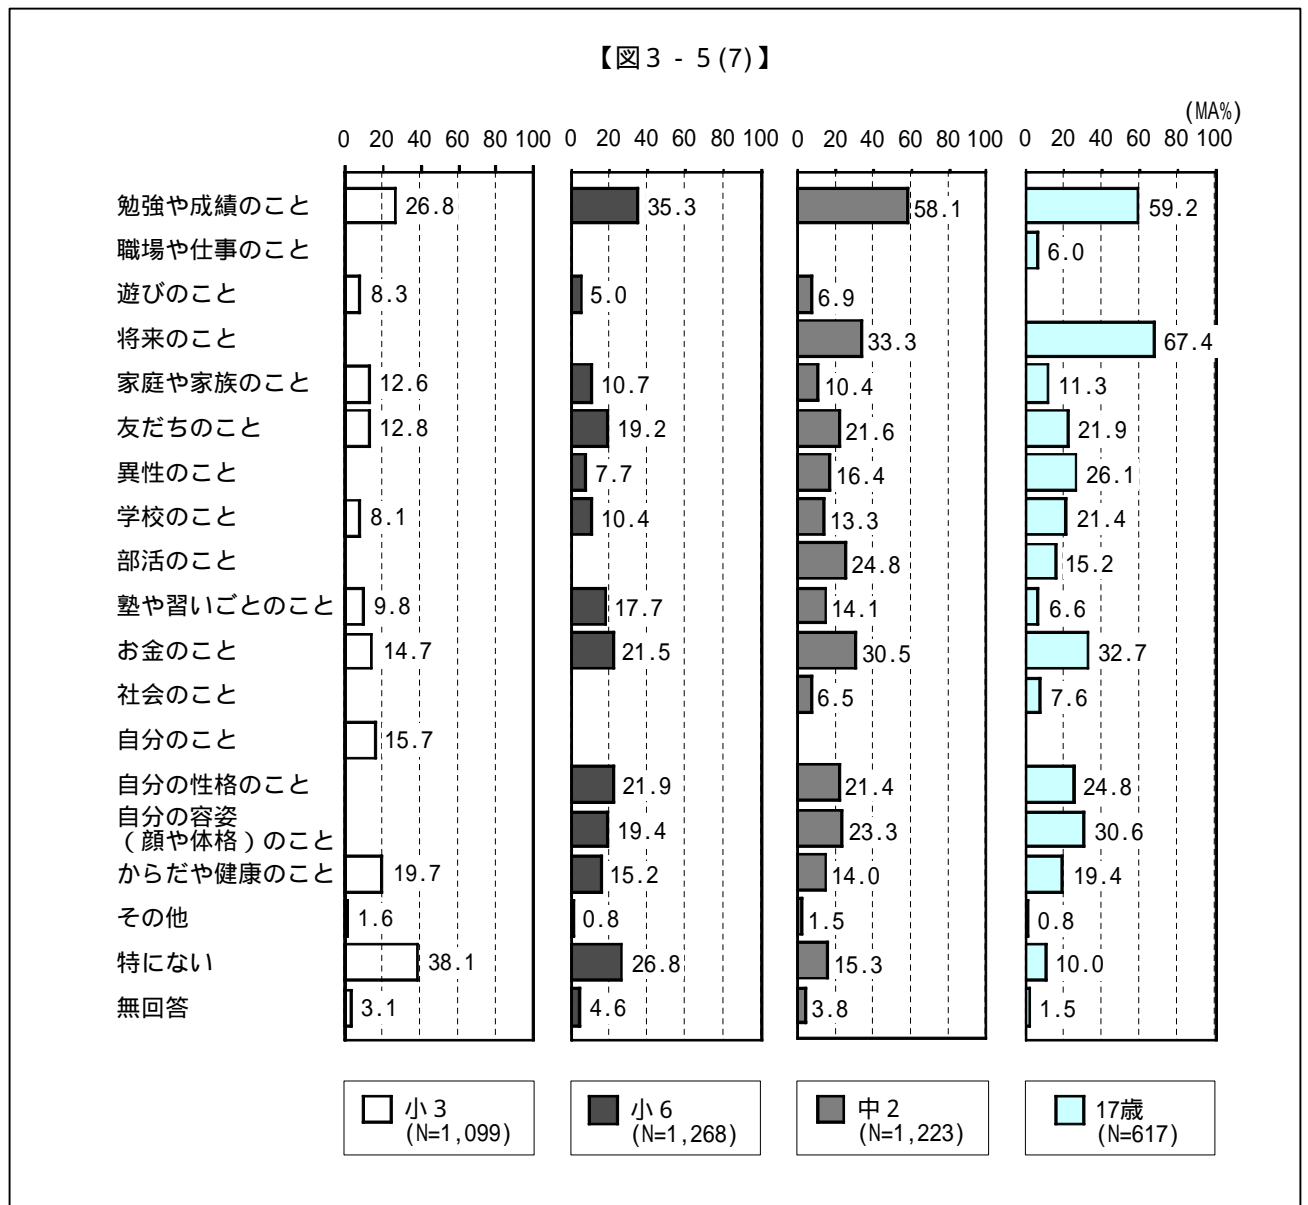 【図3 - 5(7)】
(MA%)
0 20 40 60 80 100 0 20 40 60 80 100 0 20 40 60 80 100 0 20 40 60 80 100
勉強や成績のこと 26.8 35.3 58.1 59.2
職場や仕事のこと 6.0
遊びのこと 8.3 5.0 6.9
将来のこと 33.3 67.4
家庭や家族のこと 12.6 10.7 10.4 11.3
友だちのこと 12.8 19.2 21.6 21.9
異性のこと 7.7 16.4 26.1
学校のこと 8.1 10.4 13.3 21.4
部活のこと 24.8 15.2
塾や習いごとのこと 9.8 17.7 14.1 6.6
お金のこと 14.7 21.5 30.5 32.7
社会のこと 6.5 7.6
自分のこと 15.7
自分の性格のこと 21.9 21.4 24.8
自分の容姿
(顔や体格)のこと 19.4 23.3 30.6
からだや健康のこと 19.7 15.2 14.0 19.4
その他 1.6 0.8 1.5 0.8
特にない 38.1 26.8 15.3 10.0
無回答 3.1 4.6 3.8 1.5
小3 小6 中2 17歳
(N=1,099) (N=1,268) (N=1,223) (N=617)